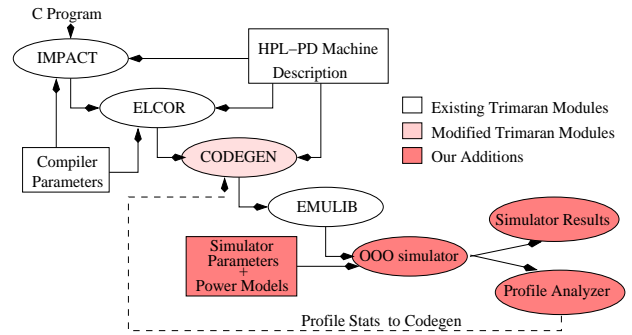 C Program
IMPACT
HPL-PD Machine
Description
ELCOR
Existing Trimaran Modules
Modified Trimaran Modules
Our Additions
Compiler
Parameters
CODEGEN
EMULIB
Simulator
Parameters
+
Power Models
OOO simulator
Simulator Results
Profile Analyzer
Profile Stats to Codegen